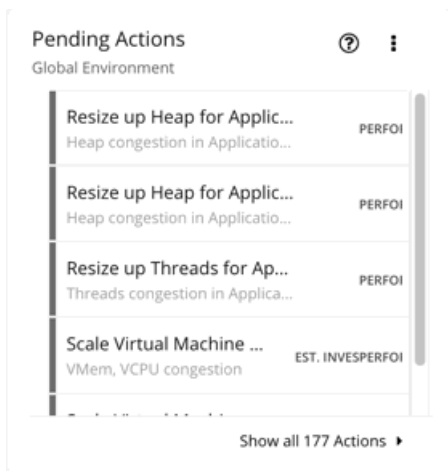 Pending Actions
Global Environment
Resize up Heap for Applic...
Heap congestion in Applicatio...
PERFOI
Resize up Heap for Applic...
Heap congestion in Applicatio...
PERFOI
Resize up Threads for Ap...
Threads congestion in Applica...
PERFOI
Scale Virtual Machine ...
VMem, VCPU congestion
EST. INVESPERFOI
Show all 177 Actions